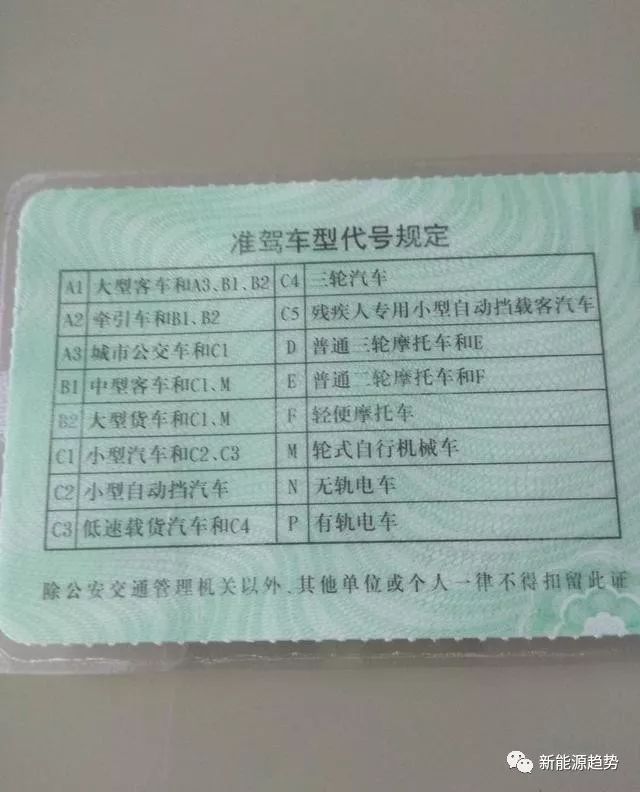 准驾车型代号规定
A1 大型客车和A3、B1、B2 C4 三轮汽车
A2 牵引车和B1、B2 C5 残疾人专用小型自动挡载客汽车
A3 城市公交车和C1 D 普通三轮摩托车和E
B1 中型客车和C1、M E 普通二轮摩托车和F
B2 大型货车和C1、M F 轻便摩托车
C1 小型汽车和C2、C3 M 轮式自行机械车
C2 小型自动挡汽车 N 无轨电车
C3 低速载货汽车和C4 P 有轨电车
除公安交通管理机关以外、其他单位或个人一律不得扣留此证
新能源趋势